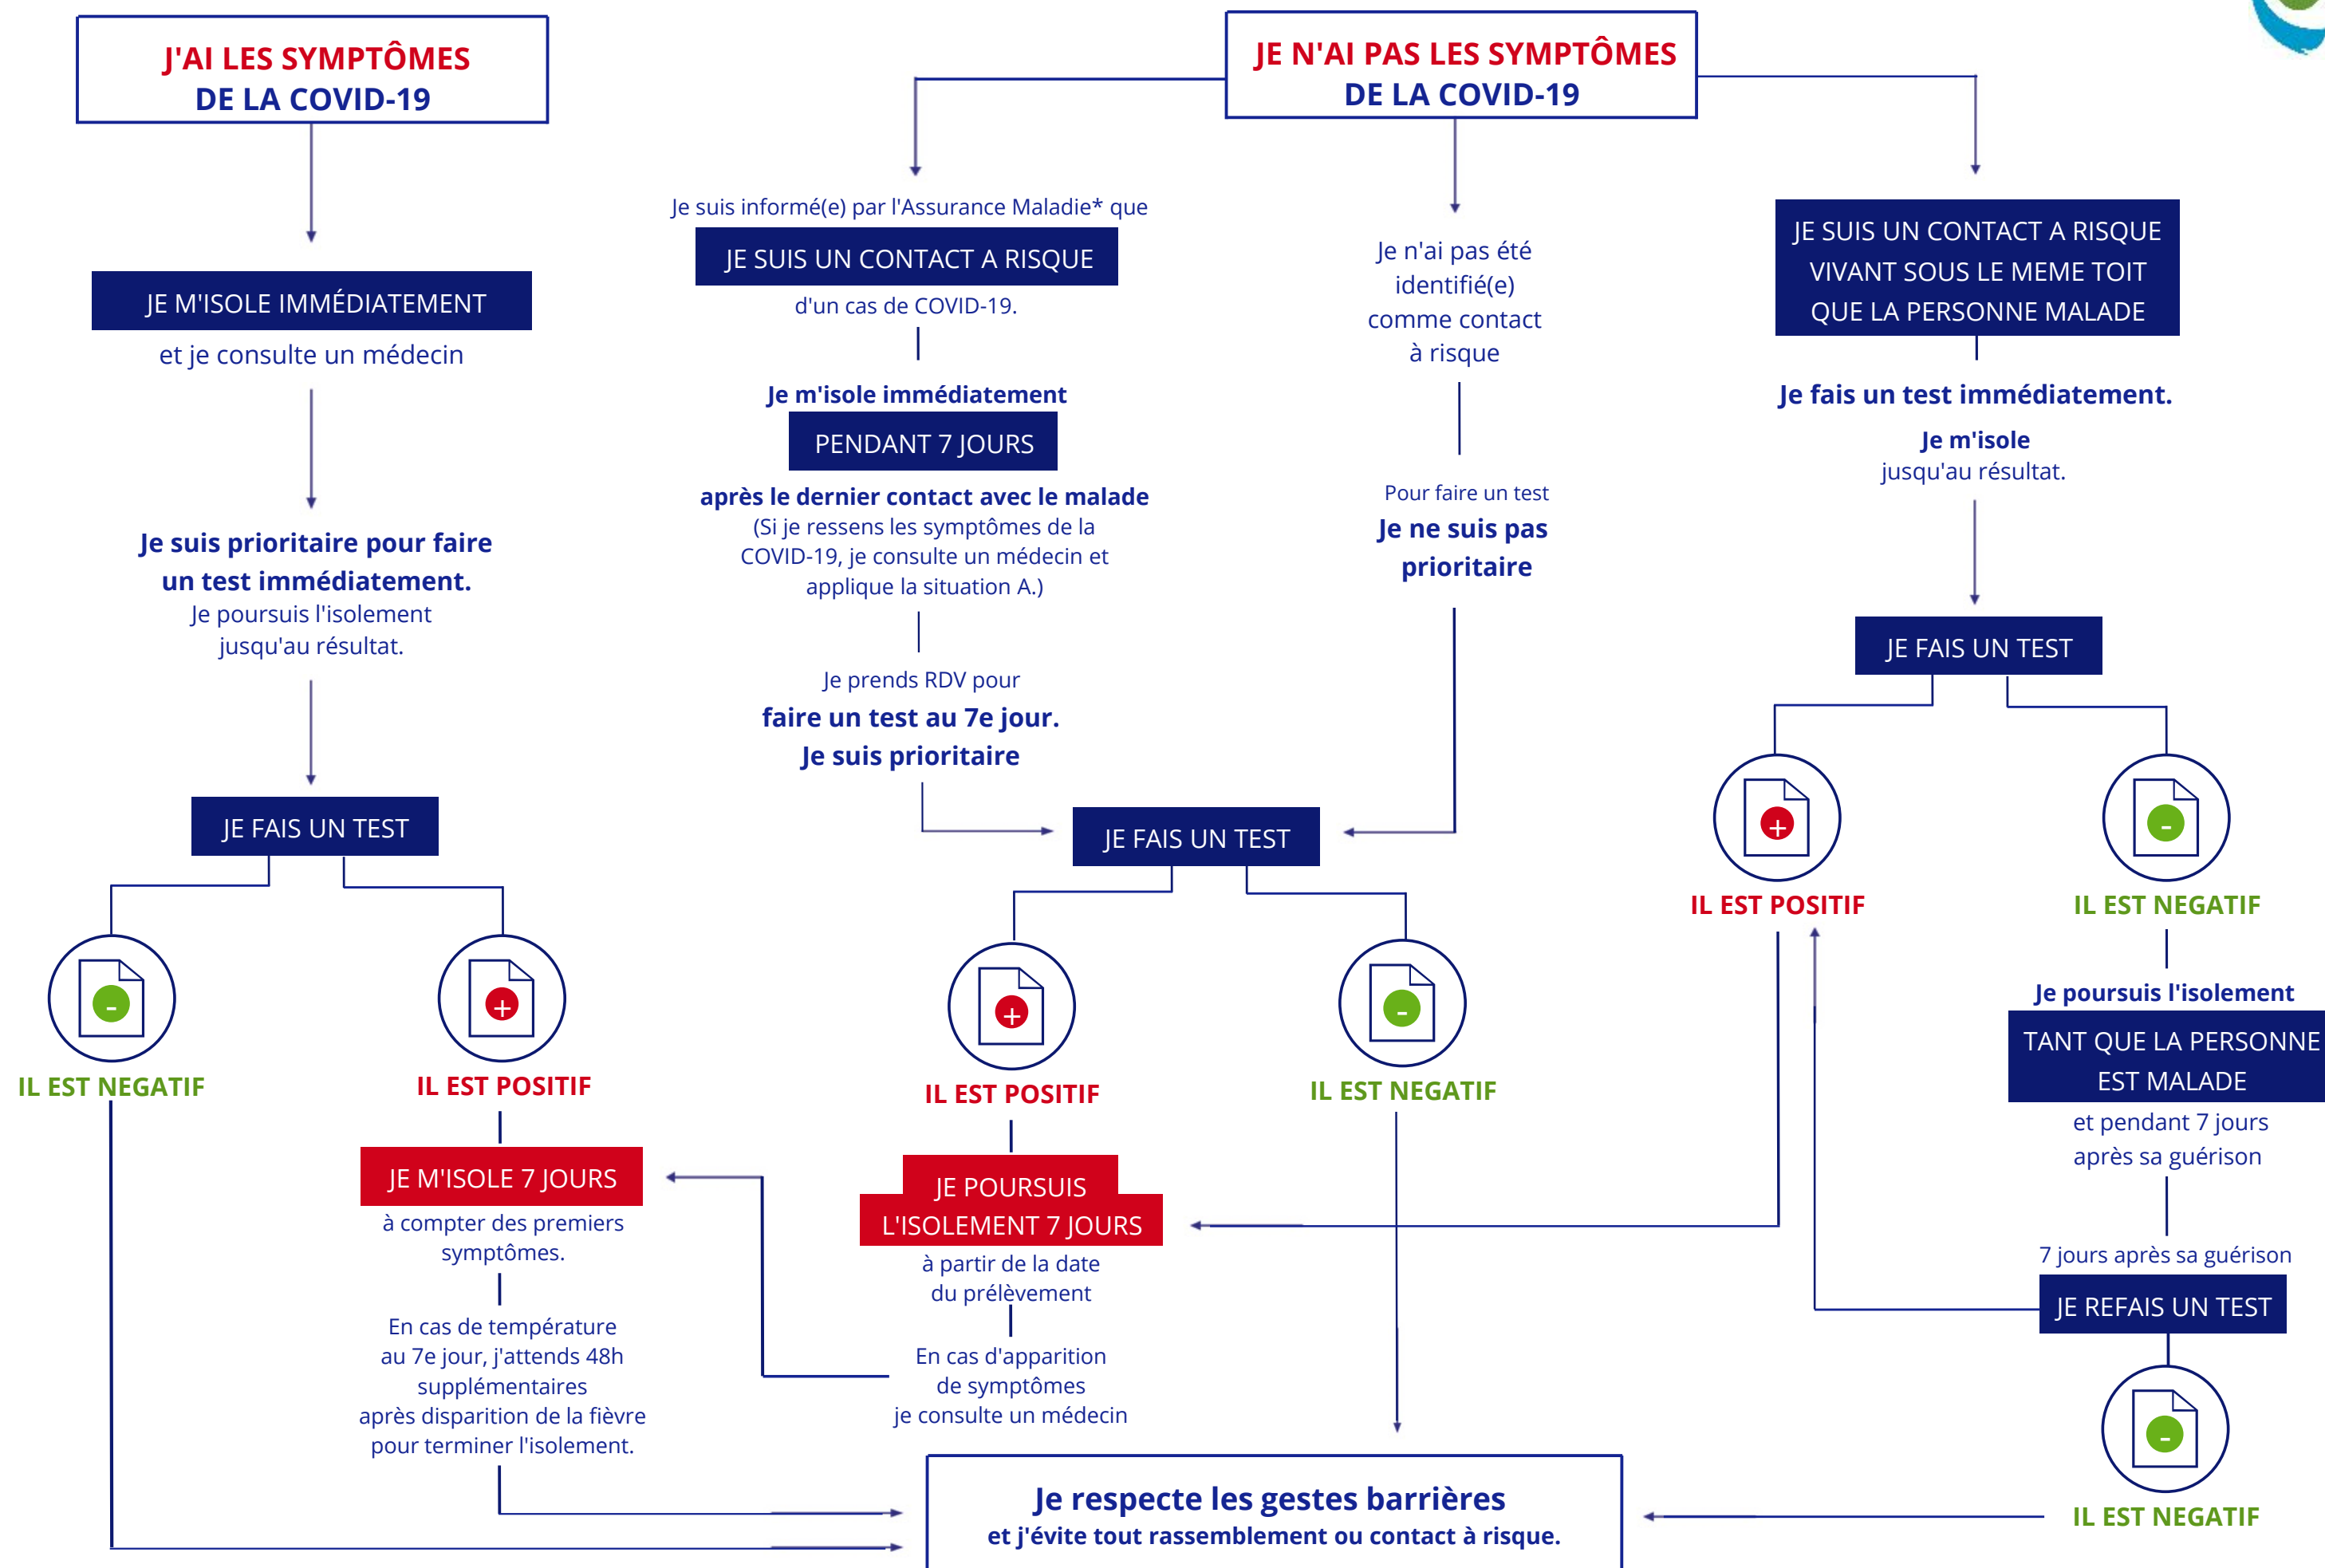 J'AI LES SYMPTÔMES
DE LA COVID-19
JE M'ISOLE IMMÉDIATEMENT
et je consulte un médecin
Je suis prioritaire pour faire
un test immédiatement.
Je poursuis l'isolement
jusqu'au résultat.
JE FAIS UN TEST
-
IL EST NEGATIF
+
IL EST POSITIF
JE M'ISOLE 7 JOURS
à compter des premiers
symptômes.
En cas de température
au 7e jour, j'attends 48h
supplémentaires
après disparition de la fièvre
pour terminer l'isolement.
JE N'AI PAS LES SYMPTÔMES
DE LA COVID-19
Je suis informé(e) par l'Assurance Maladie* que
JE SUIS UN CONTACT A RISQUE
d'un cas de COVID-19.
Je m'isole immédiatement
PENDANT 7 JOURS
après le dernier contact avec le malade
(Si je ressens les symptômes de la
COVID-19, je consulte un médecin et
applique la situation A.)
Je prends RDV pour
faire un test au 7e jour.
Je suis prioritaire
Je n'ai pas été
identifié(e)
comme contact
à risque
Pour faire un test
Je ne suis pas
prioritaire
JE FAIS UN TEST
+
IL EST POSITIF
JE POURSUIS
L'ISOLEMENT 7 JOURS
à partir de la date
du prélèvement
En cas d'apparition
de symptômes
je consulte un médecin
-
IL EST NEGATIF
JE SUIS UN CONTACT A RISQUE
VIVANT SOUS LE MEME TOIT
QUE LA PERSONNE MALADE
Je fais un test immédiatement.
Je m'isole
jusqu'au résultat.
JE FAIS UN TEST
+
IL EST POSITIF
-
IL EST NEGATIF
Je poursuis l'isolement
TANT QUE LA PERSONNE
EST MALADE
et pendant 7 jours
après sa guérison
7 jours après sa guérison
JE REFAIS UN TEST
-
IL EST NEGATIF
Je respecte les gestes barrières
et j'évite tout rassemblement ou contact à risque.